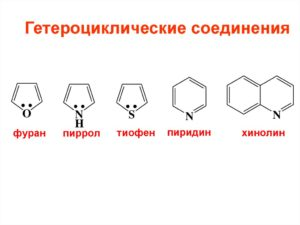 Гетероциклические соединения
O N S N N
H
фуран пиррол тиофен пиридин хинолин